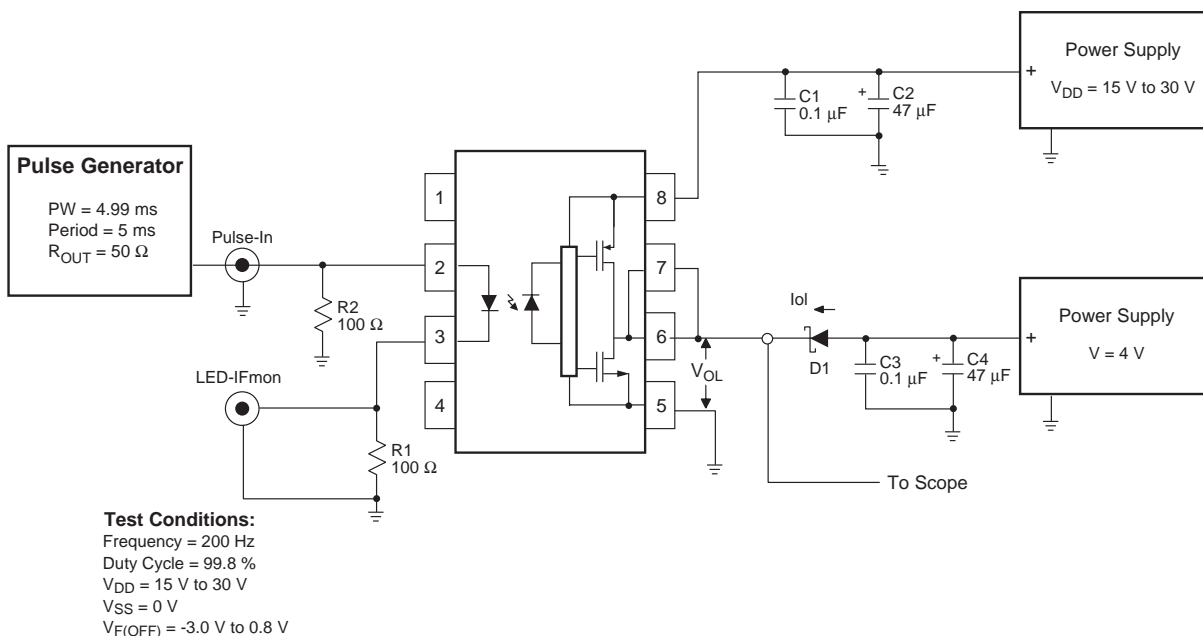 Power Supply
+
V_DD = 15 V to 30 V
C1
0.1 μF
+
C2
47 μF
Pulse Generator
PW = 4.99 ms
Period = 5 ms
R_OUT = 50 Ω
Pulse-In
R2
100 Ω
LED-IFmon
R1
100 Ω
1
2
3
4
8
7
6
5
V_OL
Iol
D1
C3
0.1 μF
+
C4
47 μF
Power Supply
+
V = 4 V
To Scope
Test Conditions:
Frequency = 200 Hz
Duty Cycle = 99.8 %
V_DD = 15 V to 30 V
V_SS = 0 V
V_F(OFF) = -3.0 V to 0.8 V